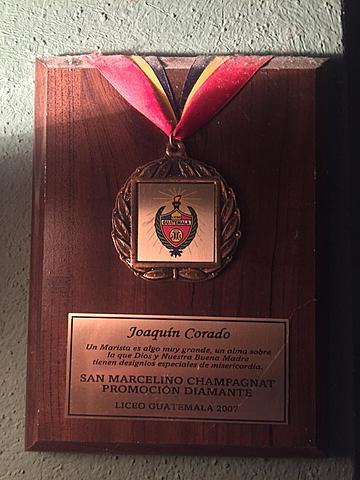 GUATEMALA
Joaquín Corado
Un Marista es algo muy grande, un alma sobre
la que Dios y Nuestra Buena Madre
tienen designios especiales de misericordia.
SAN MARCELINO CHAMPAGNAT
PROMOCIÓN DIAMANTE
LICEO GUATEMALA 2007